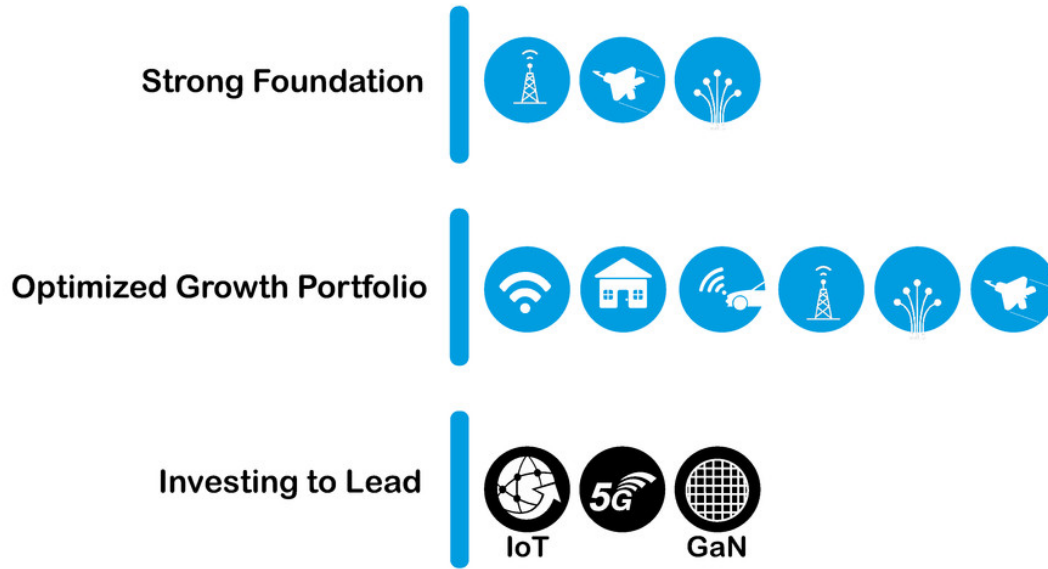 Strong Foundation
Optimized Growth Portfolio
Investing to Lead
5G
IoT
GaN